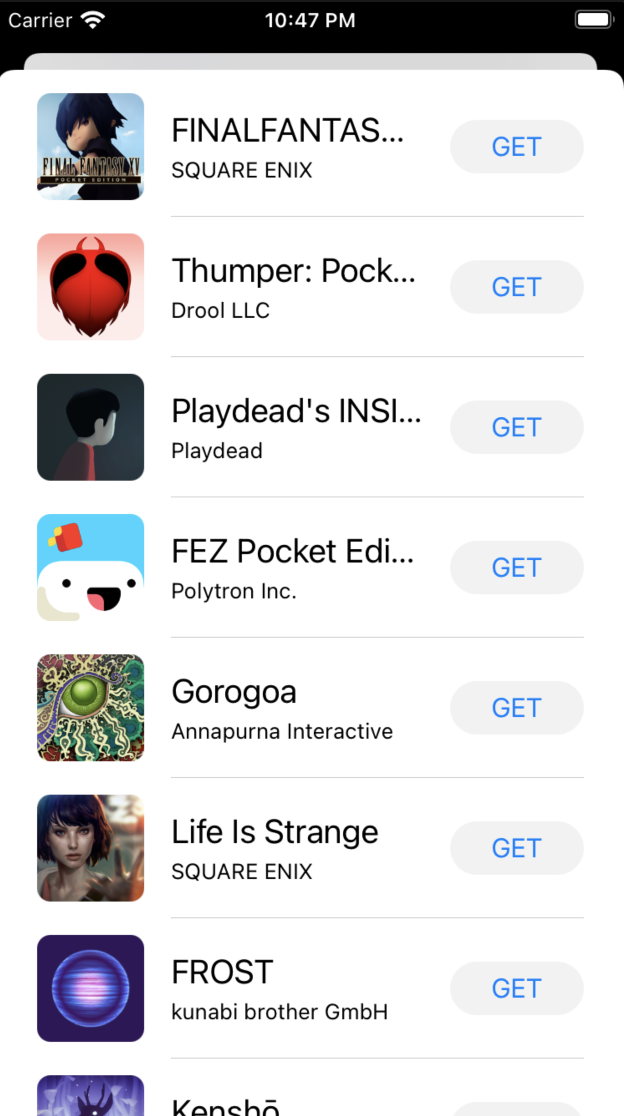 Carrier 10:47 PM
FINAL FANTASY XV
POCKET EDITION
FINALFANTAS...
SQUARE ENIX
GET
Thumper: Pock...
Drool LLC
GET
Playdead's INSI...
Playdead
GET
FEZ Pocket Edi...
Polytron Inc.
GET
Gorogoa
Annapurna Interactive
GET
Life Is Strange
SQUARE ENIX
GET
FROST
kunabi brother GmbH
GET
Kenshō